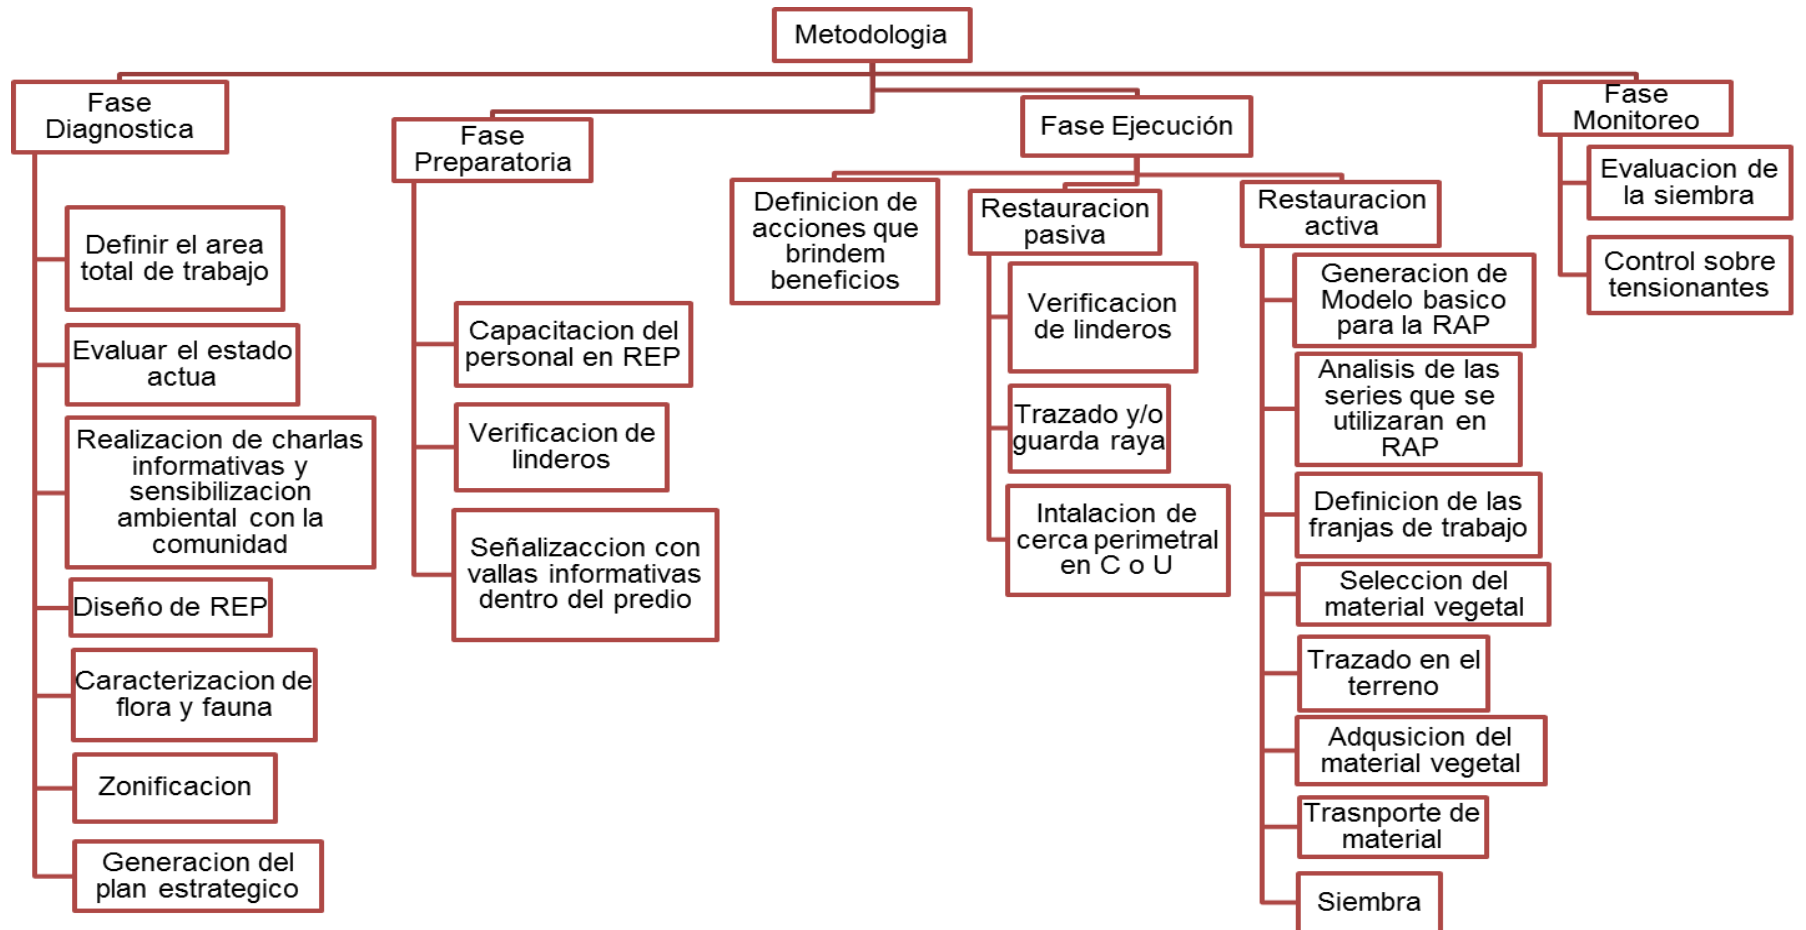 Metodologia
Fase
Diagnostica
Definir el area
total de trabajo
Evaluar el estado
actua
Realizacion de charlas
informativas y
sensibilizacion
ambiental con la
comunidad
Diseño de REP
Caracterizacion de
flora y fauna
Zonificacion
Generacion del
plan estrategico
Fase
Preparatoria
Capacitacion del
personal en REP
Verificacion de
linderos
Señalizaccion con
vallas informativas
dentro del predio
Fase Ejecución
Definicion de
acciones que
brindem
beneficios
Restauracion
pasiva
Verificacion
de linderos
Trazado y/o
guarda raya
Intalacion de
cerca perimetral
en C o U
Restauracion
activa
Generacion de
Modelo basico
para la RAP
Analisis de las
series que se
utilizaran en
RAP
Definicion de las
franjas de trabajo
Seleccion del
material vegetal
Trazado en el
terreno
Adqusicion del
material vegetal
Trasnporte de
material
Siembra
Fase
Monitoreo
Evaluacion de
la siembra
Control sobre
tensionantes